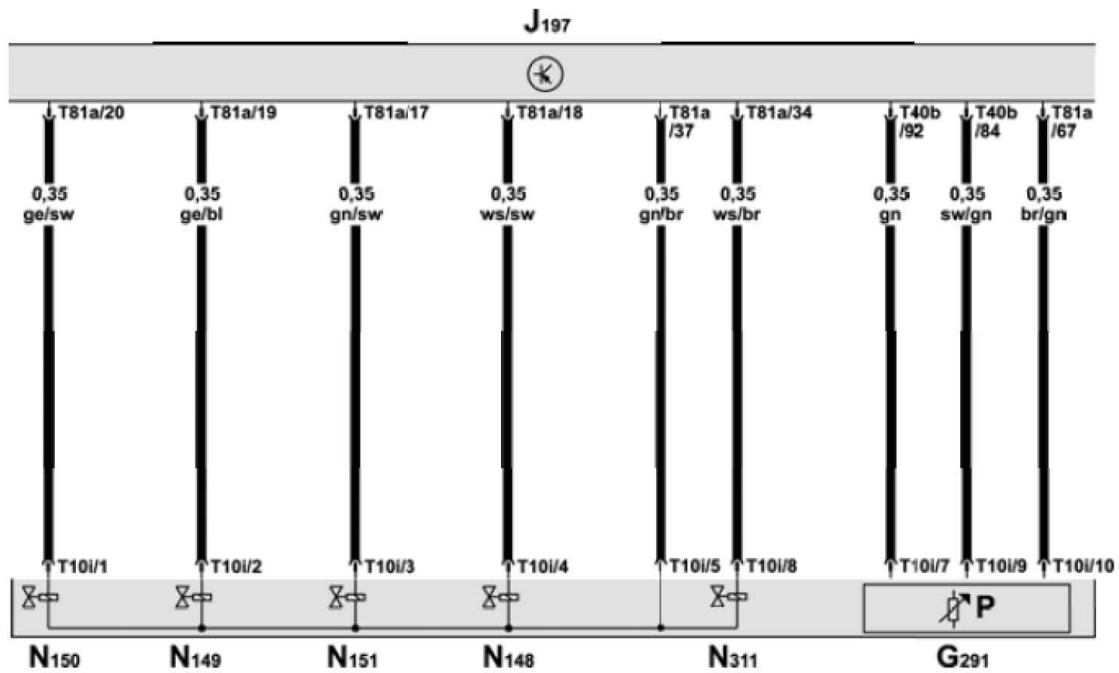 J197
T81a/20 T81a/19 T81a/17 T81a/18 T81a T81a/34 T40b T40b T81a
/37 /92 /84 /67
0,35 0,35 0,35 0,35 0,35 0,35 0,35 0,35 0,35
ge/sw ge/bl gn/sw ws/sw gn/br ws/br gn sw/gn br/gn
T10i/1 T10i/2 T10i/3 T10i/4 T10i/5 T10i/8 T10i/7 T10i/9 T10i/10
P
N150 N149 N151 N148 N311 G291